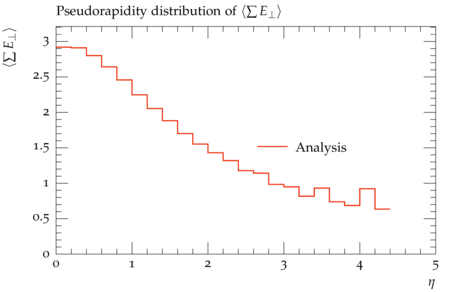 Pseudorapidity distribution of ⟨∑ E⊥⟩
⟨∑ E⊥⟩
3
2.5
2
1.5
1
0.5
0
Analysis
0 1 2 3 4 5
η